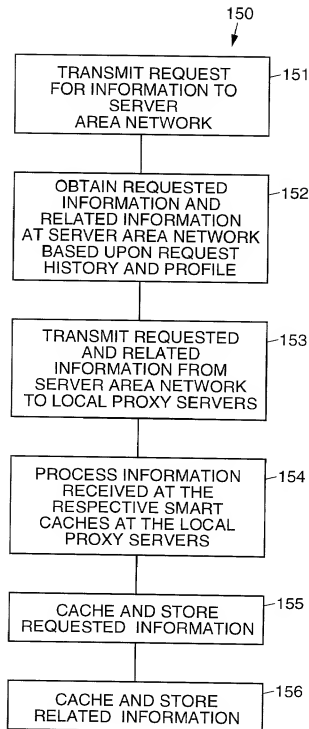 150
TRANSMIT REQUEST
FOR INFORMATION TO
SERVER
AREA NETWORK
151
OBTAIN REQUESTED
INFORMATION AND
RELATED INFORMATION
AT SERVER AREA NETWORK
BASED UPON REQUEST
HISTORY AND PROFILE
152
TRANSMIT REQUESTED
AND RELATED
INFORMATION FROM
SERVER AREA NETWORK
TO LOCAL PROXY SERVERS
153
PROCESS INFORMATION
RECEIVED AT THE
RESPECTIVE SMART
CACHES AT THE LOCAL
PROXY SERVERS
154
CACHE AND STORE
REQUESTED INFORMATION
155
CACHE AND STORE
RELATED INFORMATION
156